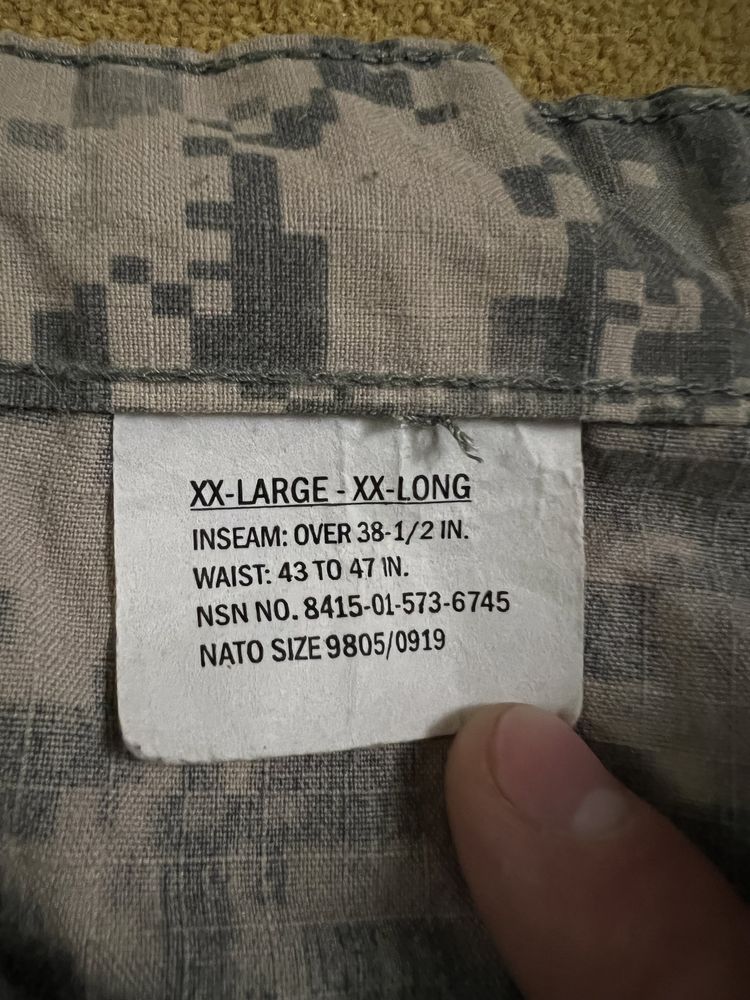 XX-LARGE - XX-LONG
INSEAM: OVER 38-1/2 IN.
WAIST: 43 TO 47 IN.
NSN NO. 8415-01-573-6745
NATO SIZE 9805/0919